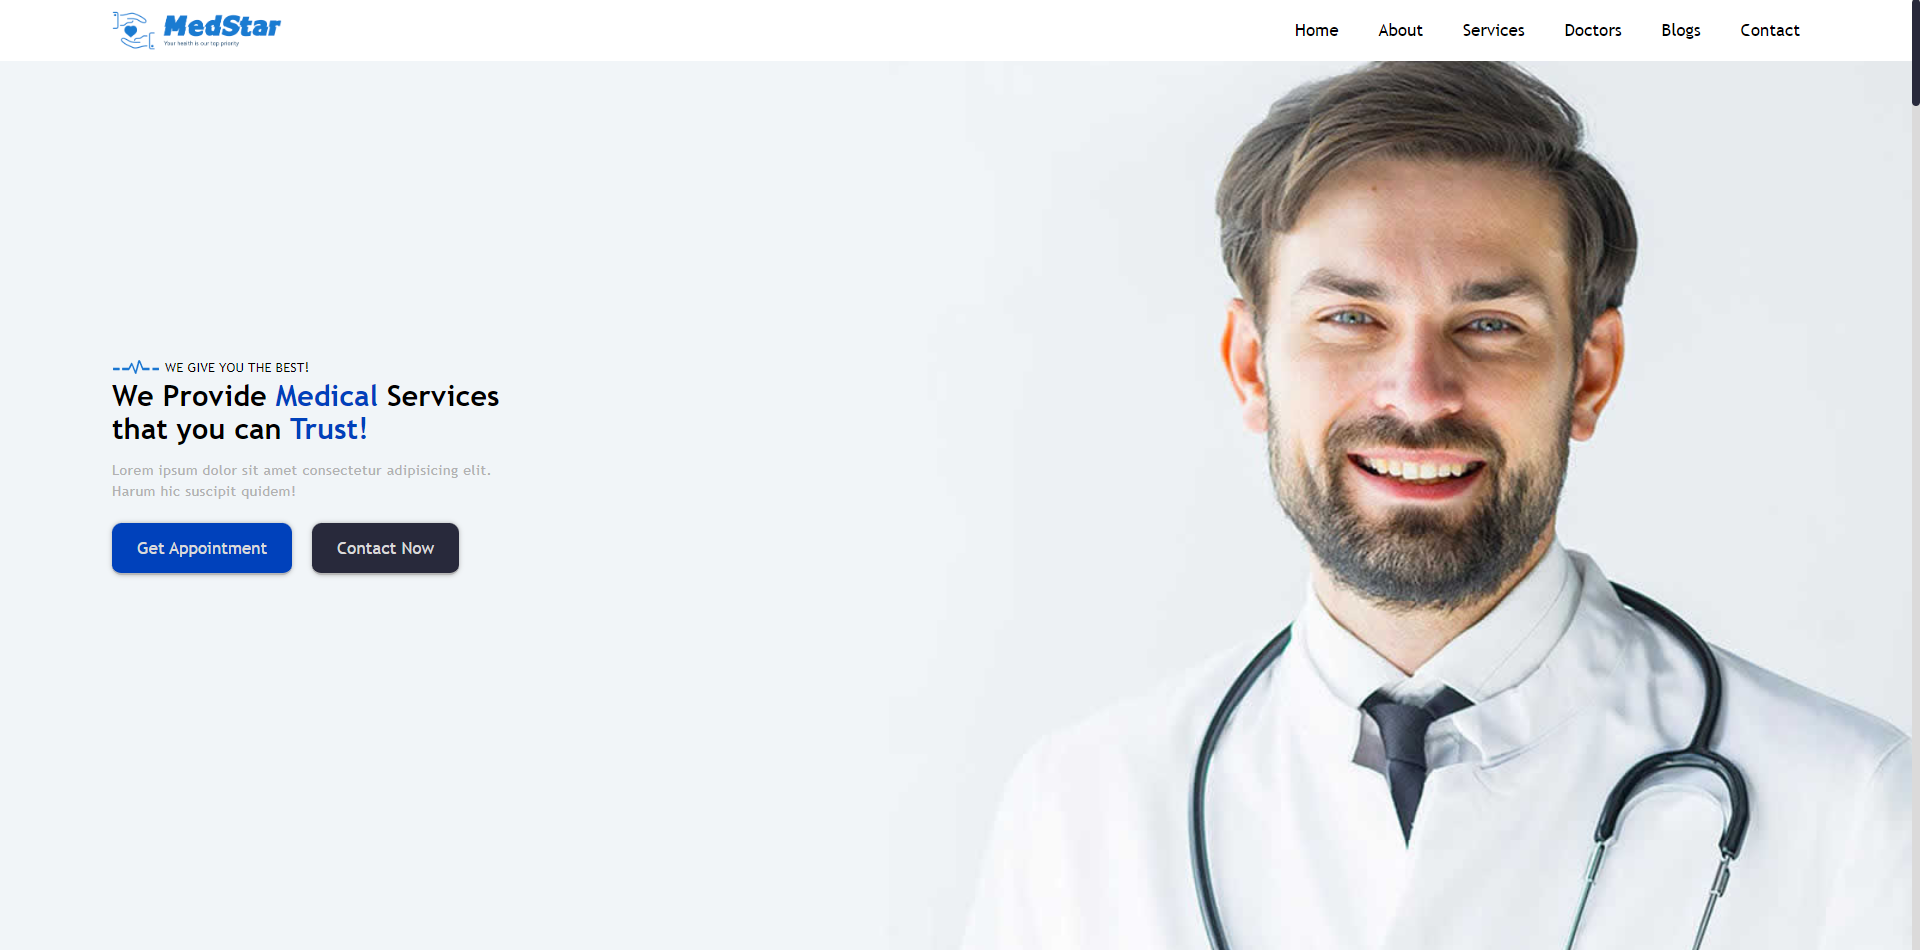 MedStar
Your health is our top priority
Home About Services Doctors Blogs Contact
WE GIVE YOU THE BEST!
We Provide Medical Services
that you can Trust!
Lorem ipsum dolor sit amet consectetur adipisicing elit.
Harum hic suscipit quidem!
Get Appointment Contact Now